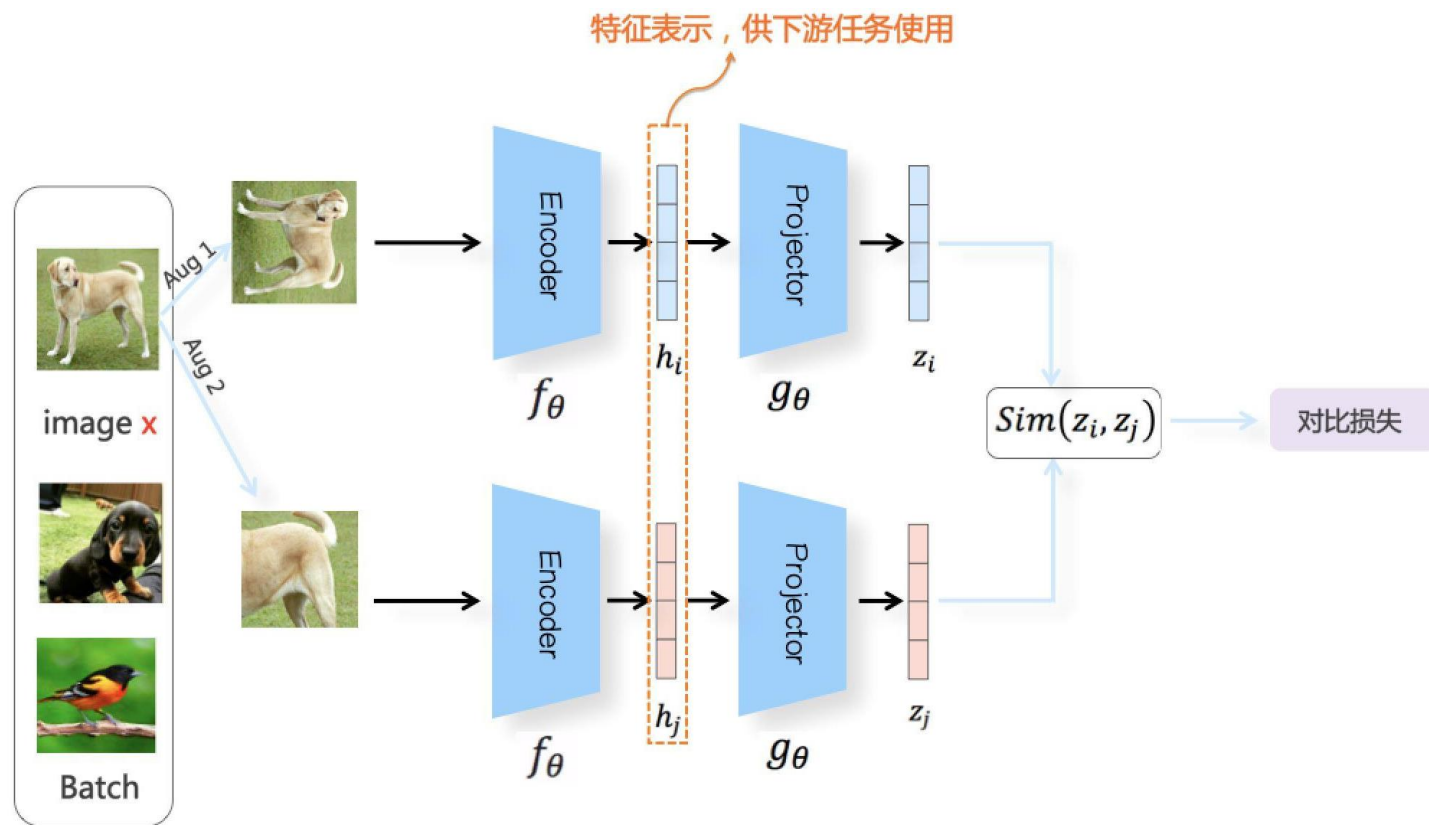 特征表示，供下游任务使用
Aug 1
Aug 2
image x
Batch
Encoder
f_θ
h_i
Projector
g_θ
z_i
Encoder
f_θ
h_j
Projector
g_θ
z_j
Sim(z_i, z_j)
对比损失